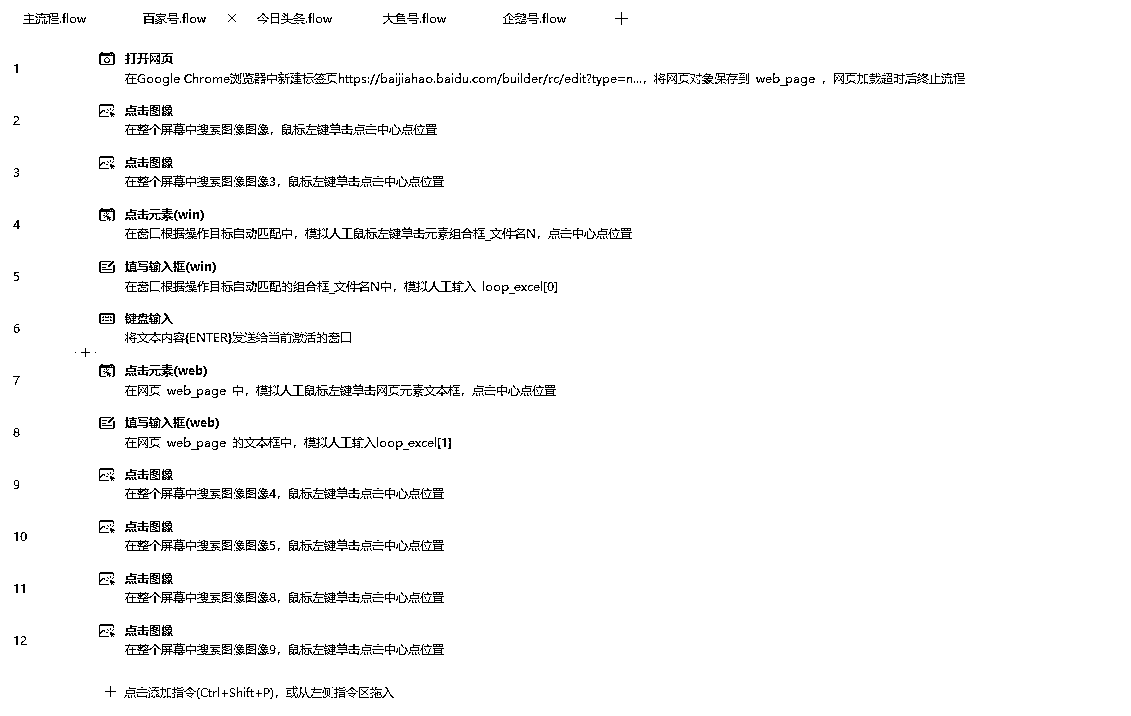 主流程.flow 百家号.flow × 今日头条.flow 大鱼号.flow 企鹅号.flow +
1 打开网页
在Google Chrome浏览器中新建标签页https://baijiahao.baidu.com/builder/rc/edit?type=n...，将网页对象保存到 web_page ，网页加载超时后终止流程
2 点击图像
在整个屏幕中搜索图像图像，鼠标左键单击点击中心点位置
3 点击图像
在整个屏幕中搜索图像图像3，鼠标左键单击点击中心点位置
4 点击元素(win)
在窗口根据操作目标自动匹配中，模拟人工鼠标左键单击元素组合框_文件名N，点击中心点位置
5 填写输入框(win)
在窗口根据操作目标自动匹配的组合框_文件名N中，模拟人工输入 loop_excel[0]
6 键盘输入
将文本内容{ENTER}发送给当前激活的窗口
7 点击元素(web)
在网页 web_page 中，模拟人工鼠标左键单击网页元素文本框，点击中心点位置
8 填写输入框(web)
在网页 web_page 的文本框中，模拟人工输入loop_excel[1]
9 点击图像
在整个屏幕中搜索图像图像4，鼠标左键单击点击中心点位置
10 点击图像
在整个屏幕中搜索图像图像5，鼠标左键单击点击中心点位置
11 点击图像
在整个屏幕中搜索图像图像8，鼠标左键单击点击中心点位置
12 点击图像
在整个屏幕中搜索图像图像9，鼠标左键单击点击中心点位置
+ 点击添加指令(Ctrl+Shift+P)，或从左侧指令区拖入